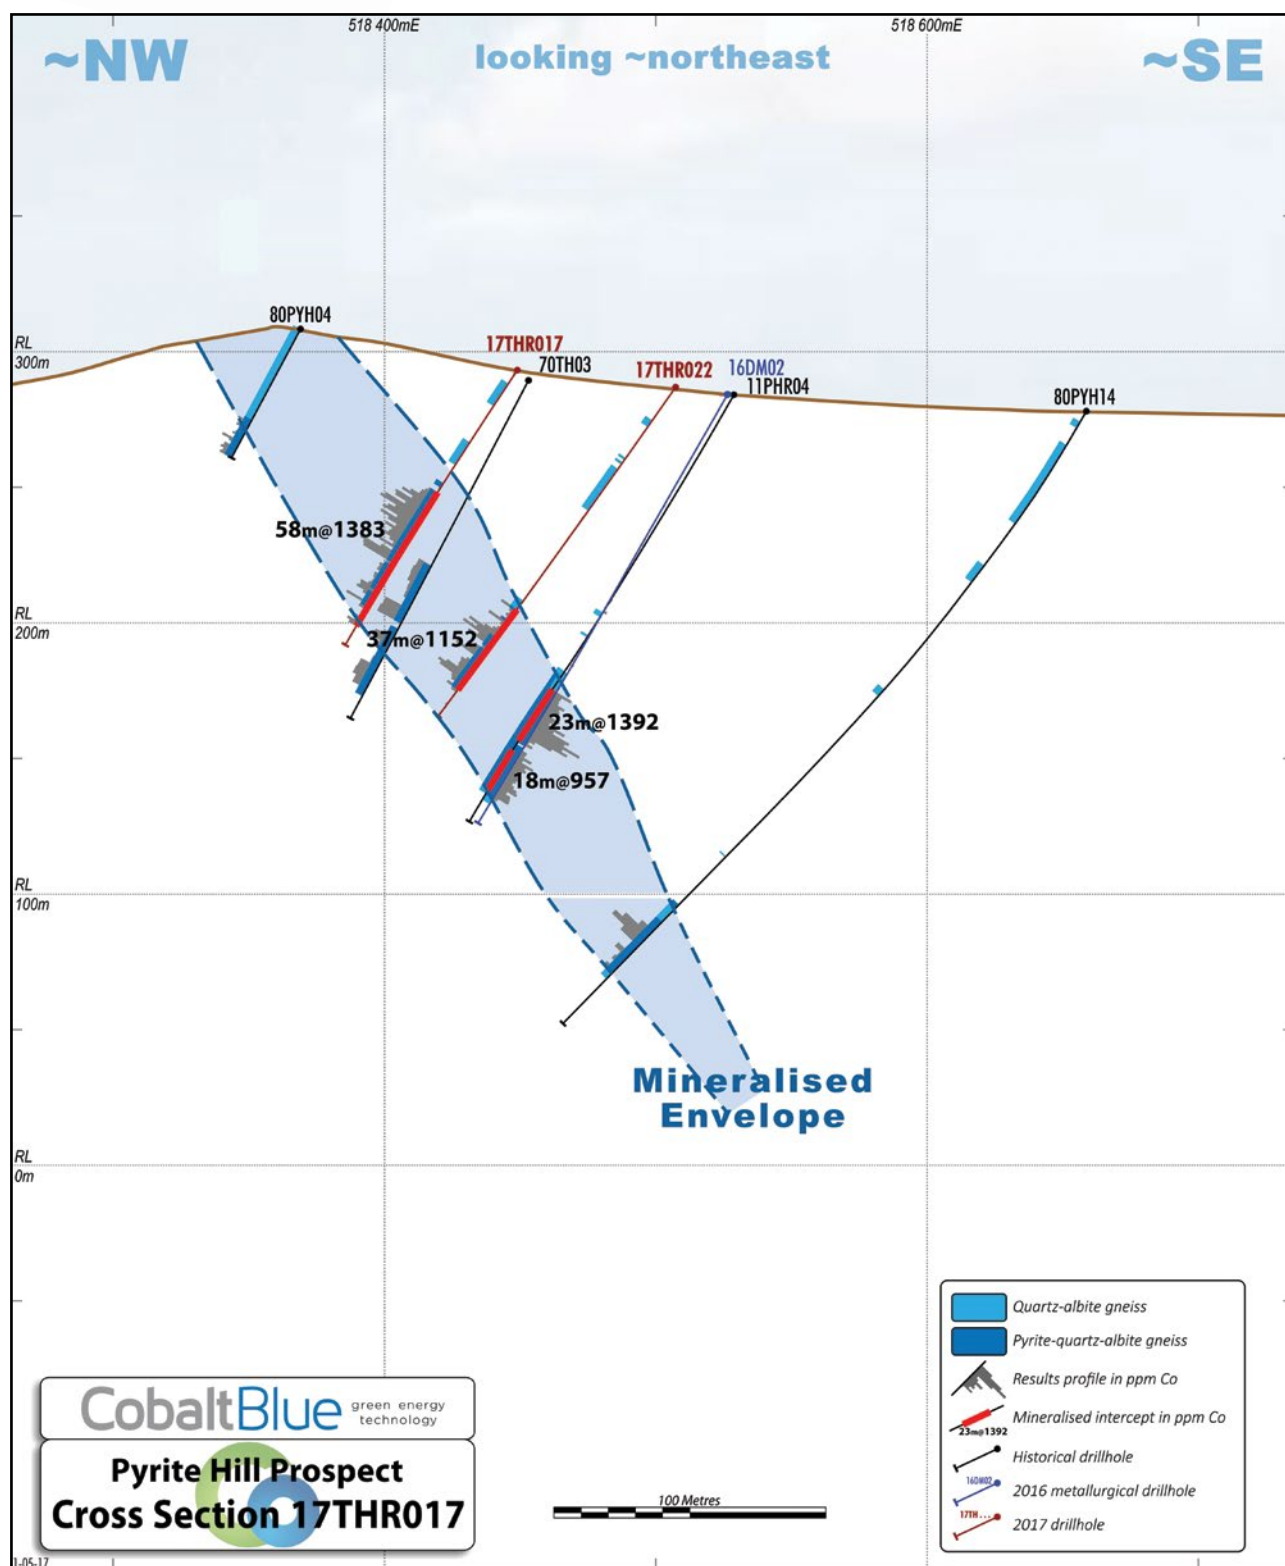 518 400mE
518 600mE
~NW
looking ~northeast
~SE
80PYH04
RL
300m
17THR017
70TH03
17THR022
16DM02
11PHR04
80PYH14
58m@1383
RL
200m
37m@1152
23m@1392
18m@957
RL
100m
Mineralised
Envelope
RL
0m
Quartz-albite gneiss
Pyrite-quartz-albite gneiss
Results profile in ppm Co
Mineralised intercept in ppm Co
23m@1392
Historical drillhole
16DM02
2016 metallurgical drillhole
17TH...
2017 drillhole
CobaltBlue green energy
technology
Pyrite Hill Prospect
Cross Section 17THR017
100 Metres